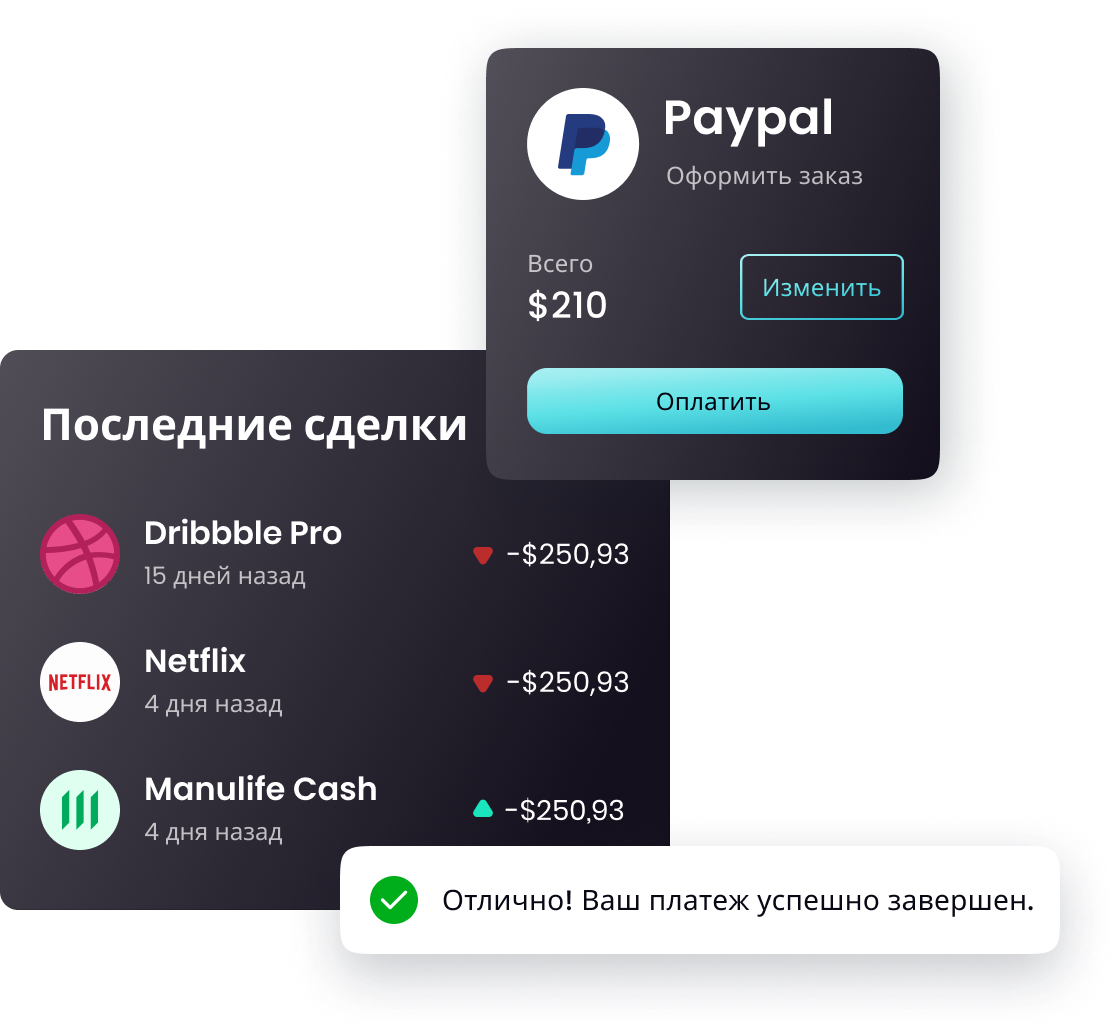 Paypal
Оформить заказ
Всего
$210
Изменить
Оплатить
Последние сделки
Dribbble Pro
15 дней назад
-$250,93
NETFLIX
Netflix
4 дня назад
-$250,93
Manulife Cash
4 дня назад
-$250,93
Отлично! Ваш платеж успешно завершен.